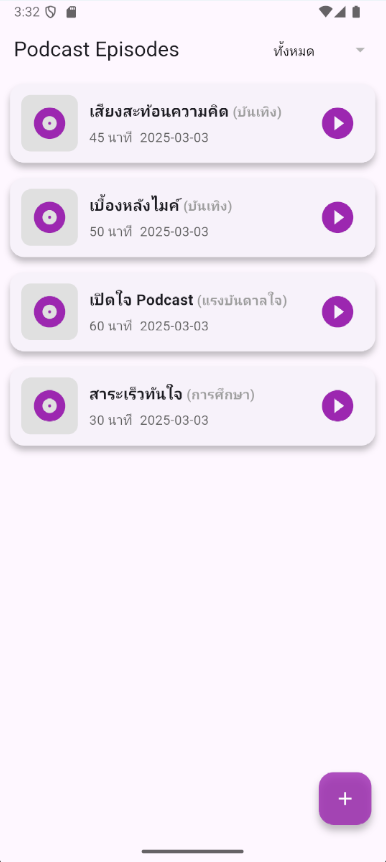 3:32
Podcast Episodes ทั้งหมด
เสียงสะท้อนความคิด (บันเทิง)
45 นาที 2025-03-03
เบื้องหลังไมค์ (บันเทิง)
50 นาที 2025-03-03
เปิดใจ Podcast (แรงบันดาลใจ)
60 นาที 2025-03-03
สาระเร็วทันใจ (การศึกษา)
30 นาที 2025-03-03
+